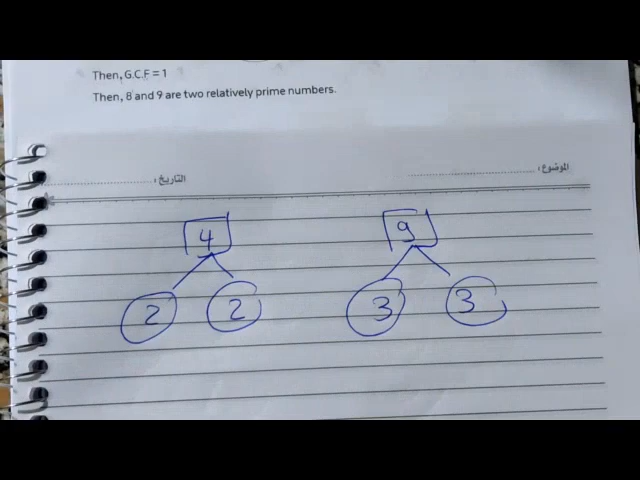 Then, G.C.F = 1
Then, 8 and 9 are two relatively prime numbers.
الموضوع : التاريخ :
4 9
2 2 3 3